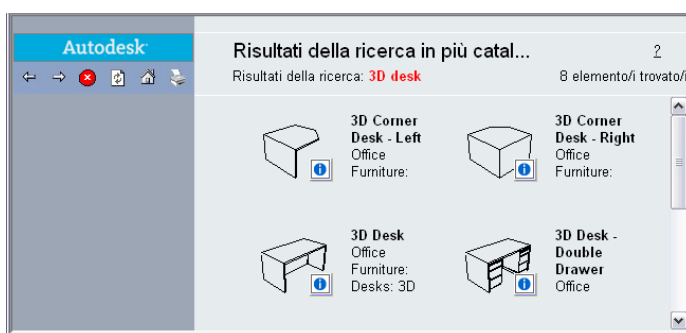 Autodesk
Risultati della ricerca in più catal...
?
Risultati della ricerca: 3D desk
8 elemento/i trovato/i
3D Corner
Desk - Left
Office
Furniture:
3D Corner
Desk - Right
Office
Furniture:
3D Desk
Office
Furniture:
Desks: 3D
3D Desk -
Double
Drawer
Office